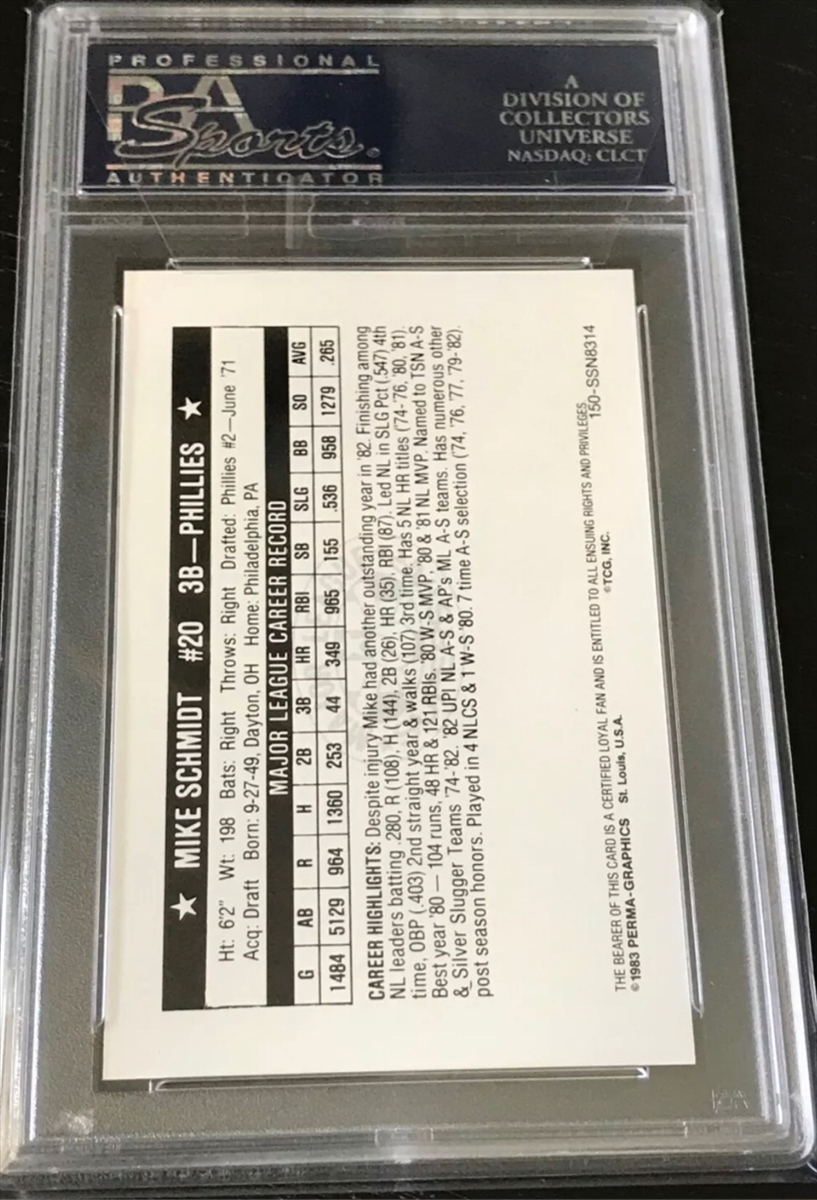 PROFESSIONAL
PSA
Sports®
AUTHENTICATOR
A
DIVISION OF
COLLECTORS
UNIVERSE
NASDAQ: CLCT
★ MIKE SCHMIDT #20 3B—PHILLIES ★
Ht: 6'2" Wt: 198 Bats: Right Throws: Right Drafted: Phillies #2—June '71
Acq: Draft Born: 9-27-49, Dayton, OH Home: Philadelphia, PA
MAJOR LEAGUE CAREER RECORD
G AB R H 2B 3B HR RBI SB SLG BB SO AVG
1484 5129 964 1360 253 44 349 965 155 .536 958 1279 .265
CAREER HIGHLIGHTS: Despite injury Mike had another outstanding year in '82. Finishing among
NL leaders batting .280, R (108), H (144), 2B (26), HR (35), RBI (87). Led NL in SLG Pct (.547) 4th
time, OBP (.403) 2nd straight year & walks (107) 3rd time. Has 5 NL HR titles ('74-'76, '80, '81).
Best year '80 — 104 runs, 48 HR & 121 RBIs. '80 W-S MVP, '80 & '81 NL MVP. Named to TSN A-S
& Silver Slugger Teams '74-'82. '82 UPI NL A-S & AP's ML A-S teams. Has numerous other
post season honors. Played in 4 NLCS & 1 W-S '80. 7 time A-S selection ('74, '76, '77, '79-'82).
THE BEARER OF THIS CARD IS A CERTIFIED LOYAL FAN AND IS ENTITLED TO ALL ENSUING RIGHTS AND PRIVILEGES
©1983 PERMA-GRAPHICS St. Louis, U.S.A. ©TCG, INC. 150-SSN8314